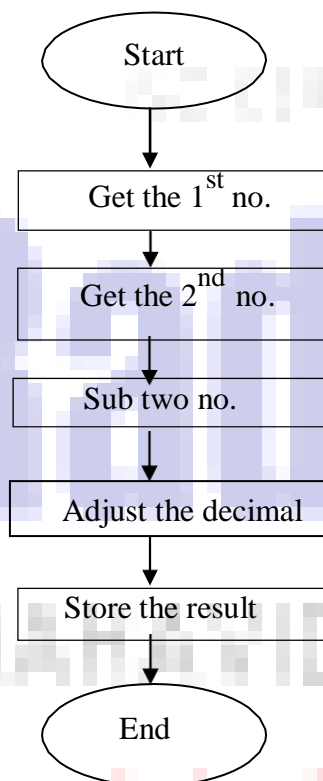 Start
Get the 1st no.
Get the 2nd no.
Sub two no.
Adjust the decimal
Store the result
End